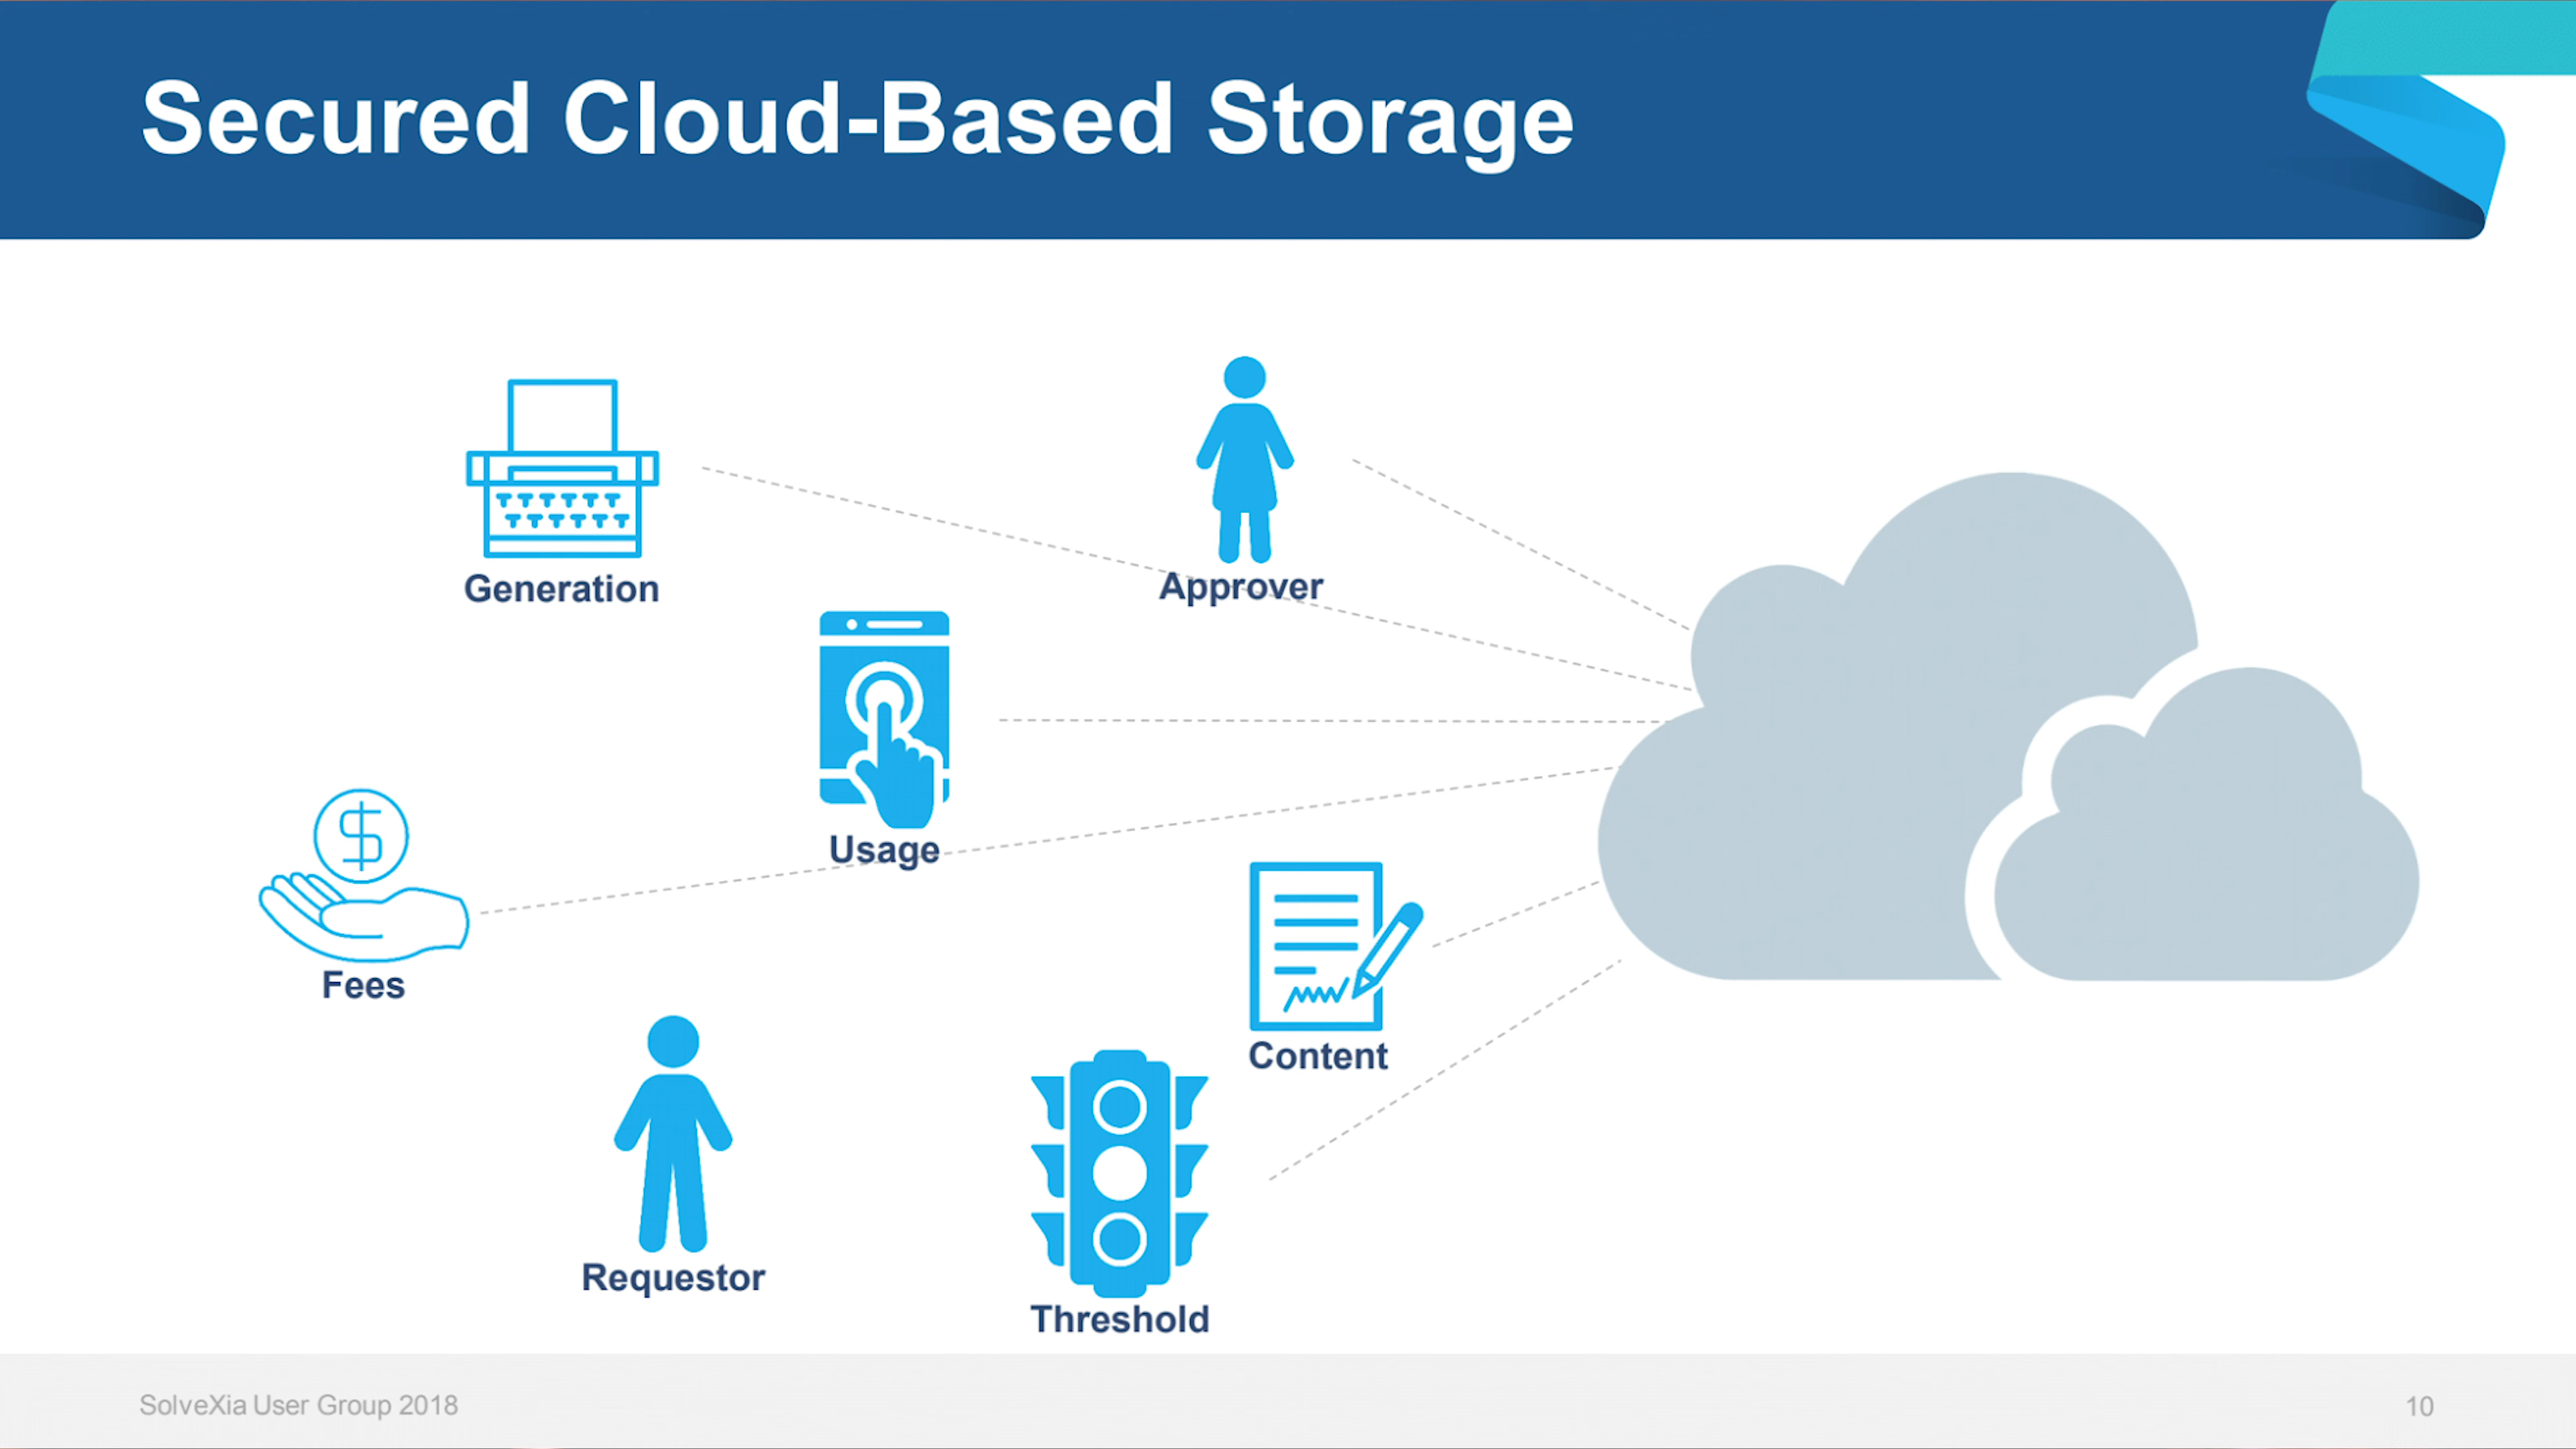 Secured Cloud-Based Storage
Generation
Approver
Usage
Fees
Content
Requestor
Threshold
SolveXia User Group 2018
10